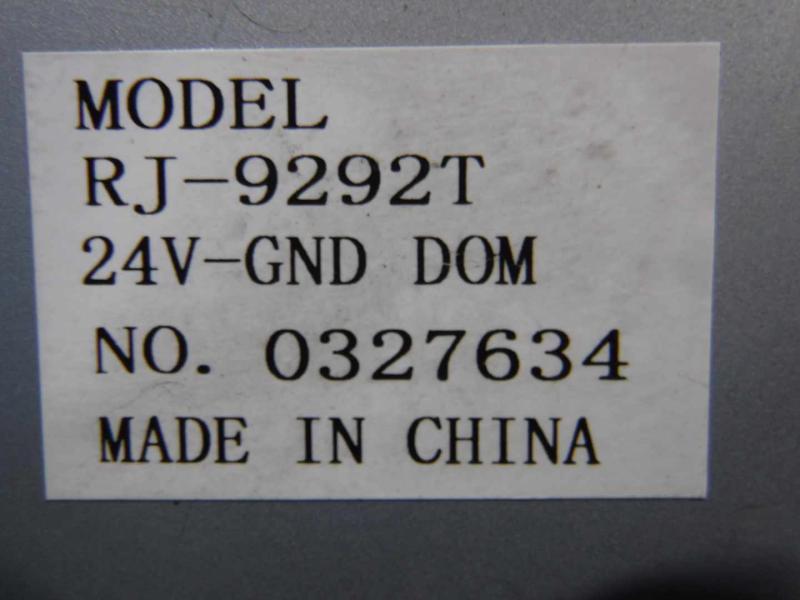 MODEL
RJ-9292T
24V-GND DOM
NO. 0327634
MADE IN CHINA